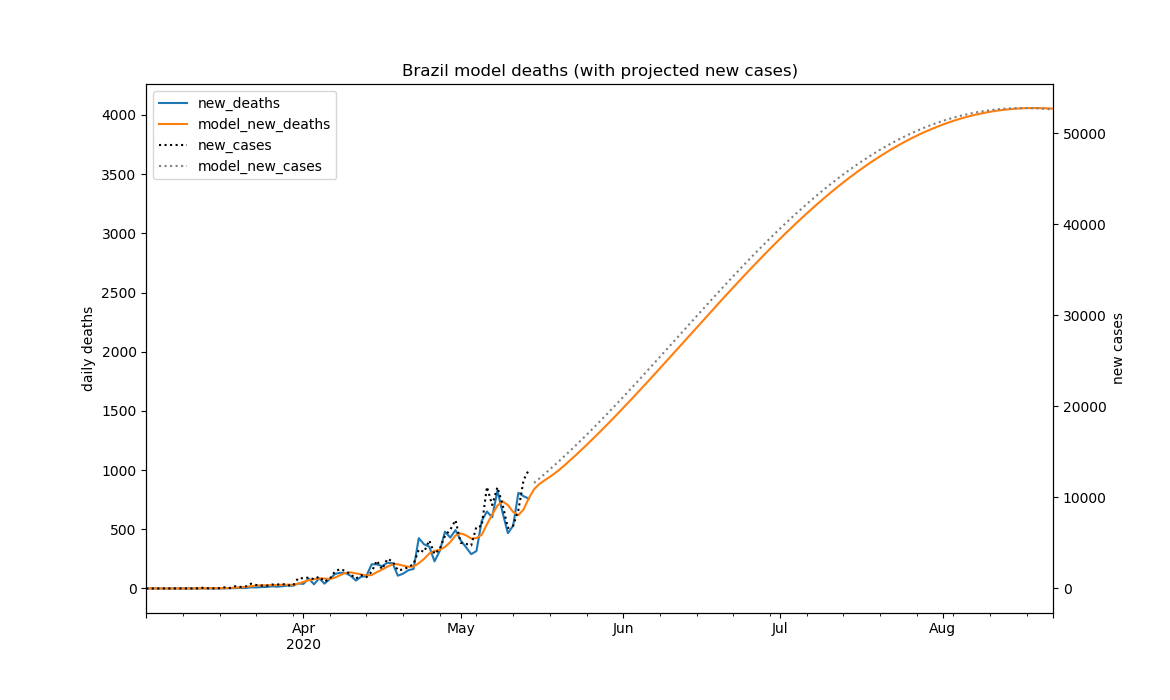 Brazil model deaths (with projected new cases)
new_deaths
model_new_deaths
new_cases
model_new_cases
daily deaths
4000
3500
3000
2500
2000
1500
1000
500
0
50000
40000
30000
20000
10000
0
new cases
Apr
2020
May
Jun
Jul
Aug